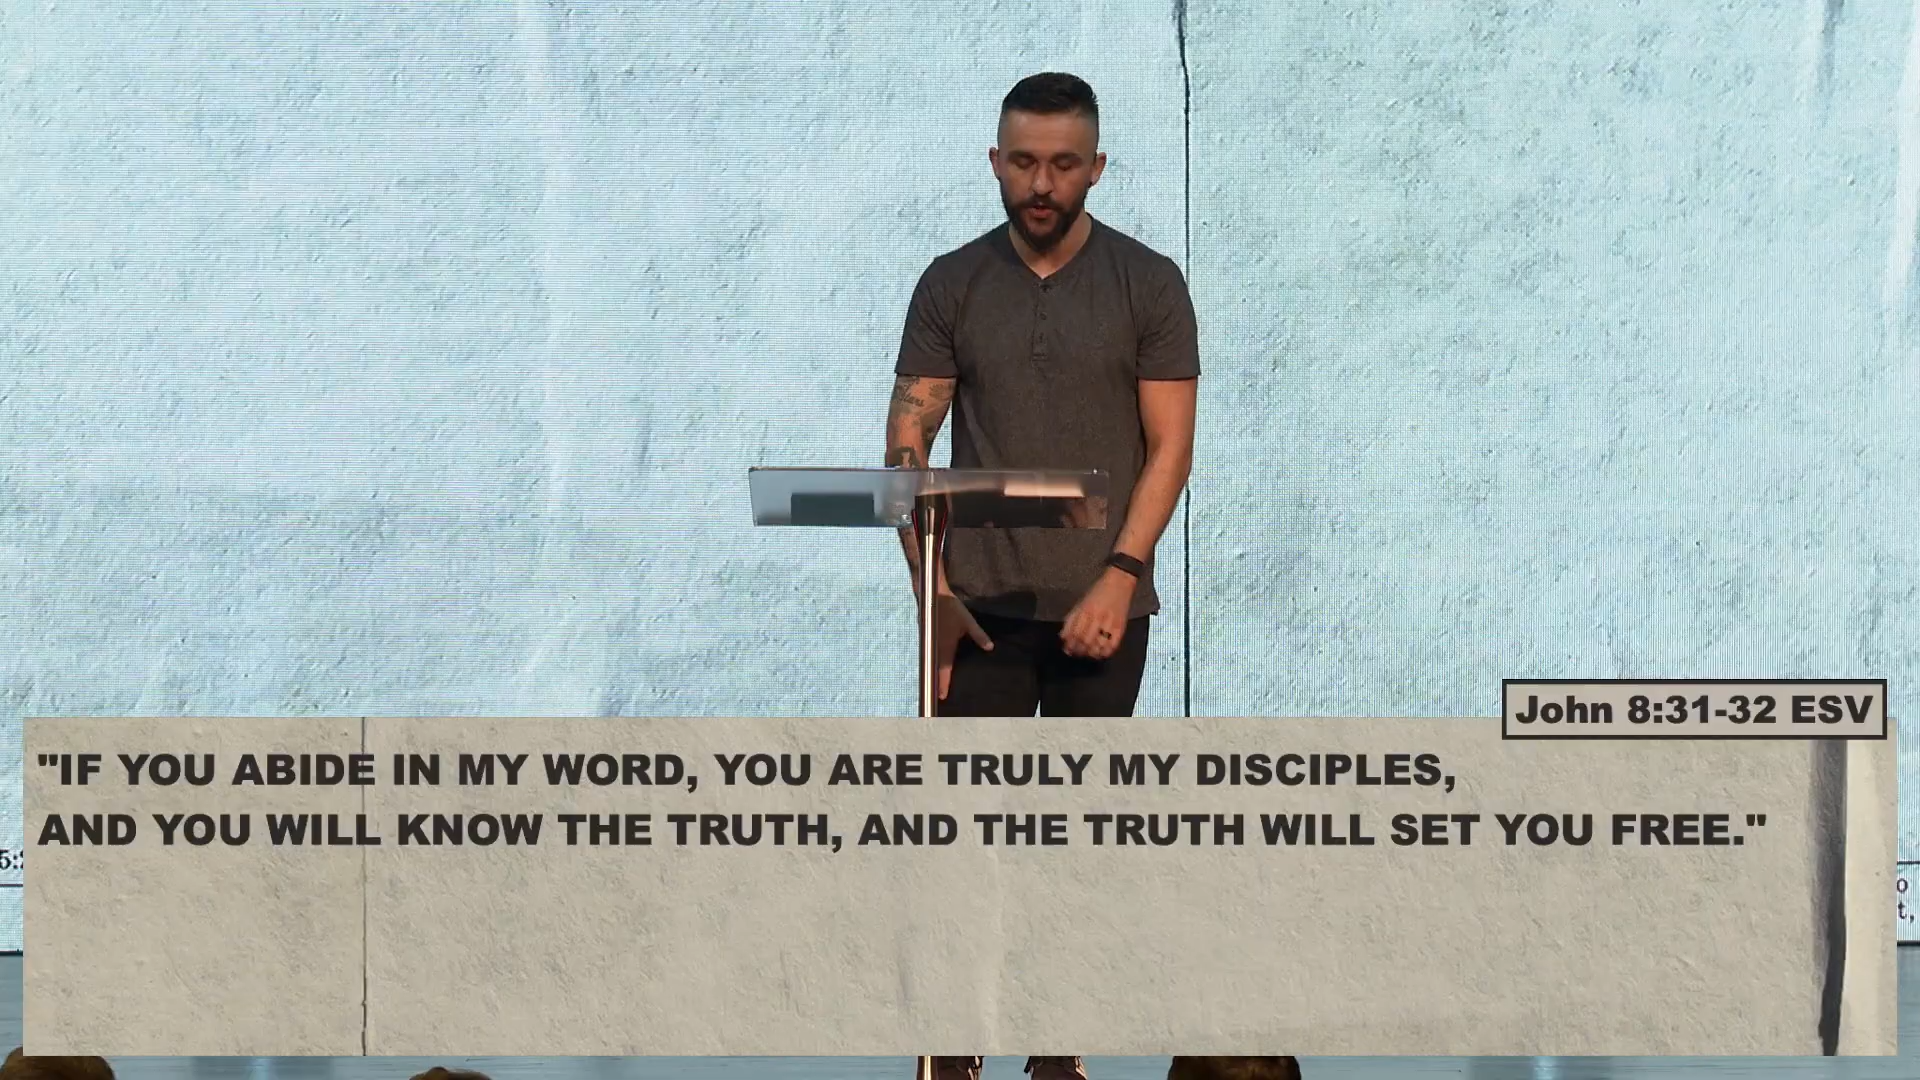 John 8:31-32 ESV
"IF YOU ABIDE IN MY WORD, YOU ARE TRULY MY DISCIPLES,
AND YOU WILL KNOW THE TRUTH, AND THE TRUTH WILL SET YOU FREE."